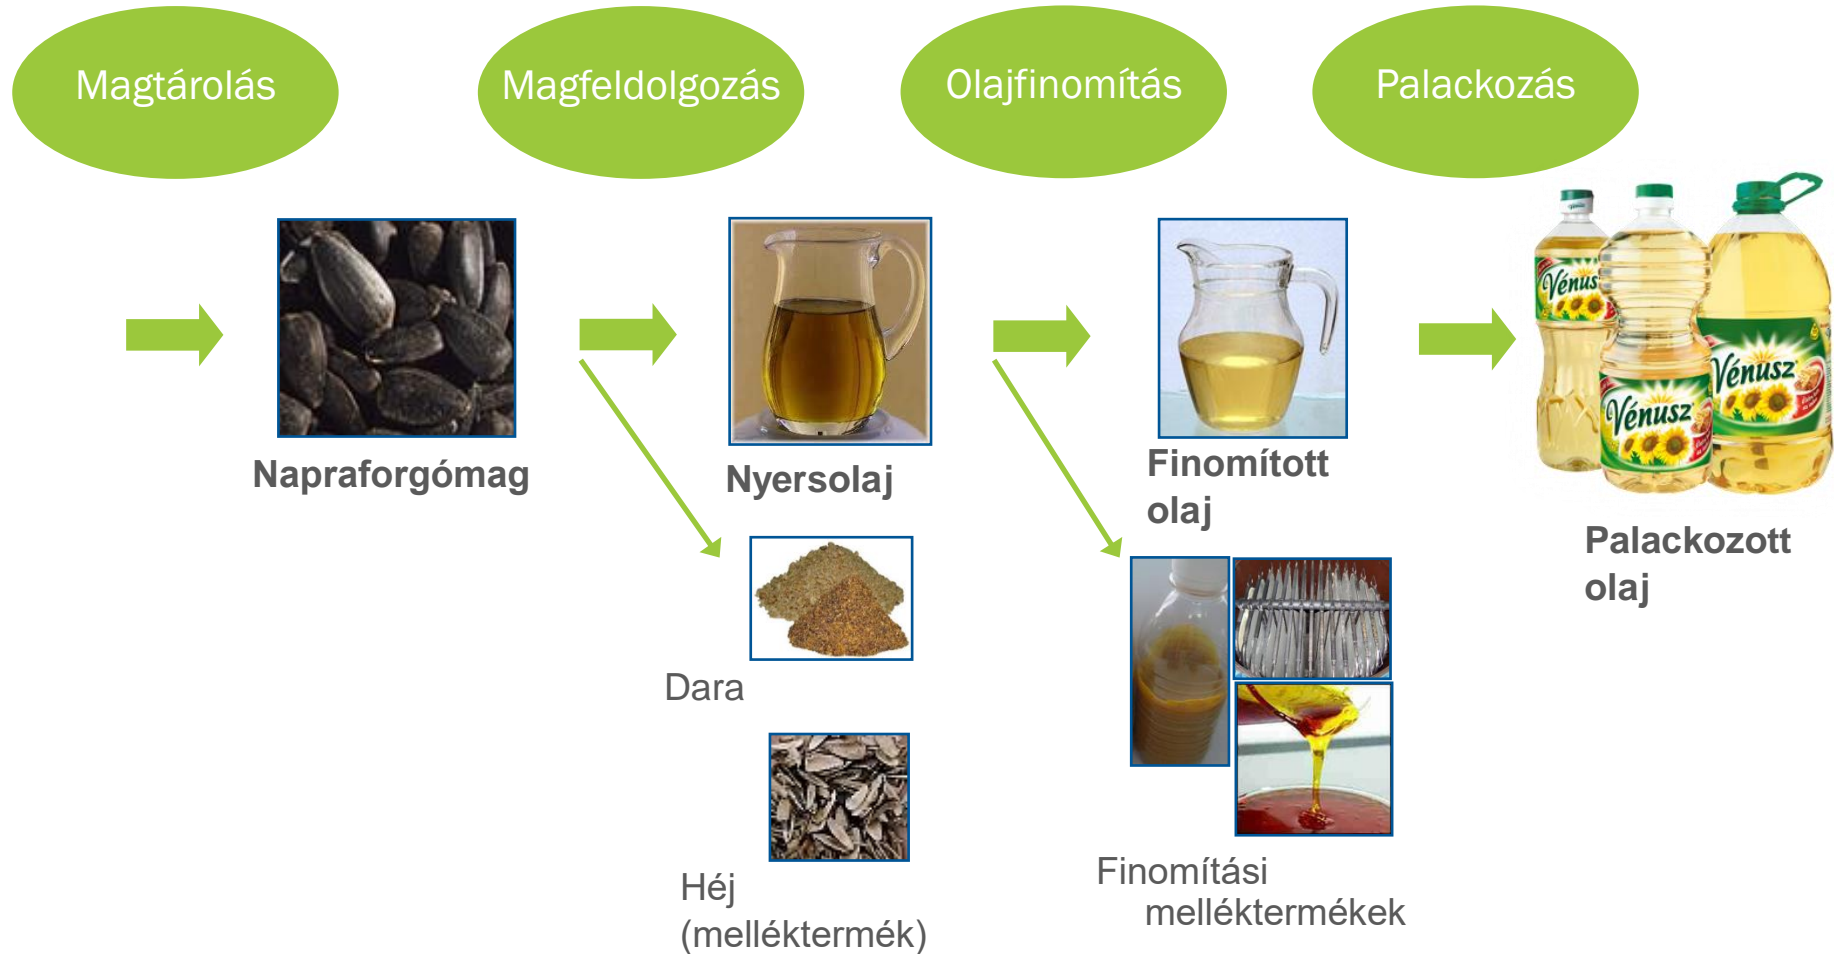 Magtárolás
Magfeldolgozás
Olajfinomítás
Palackozás
Napraforgómag
Nyersolaj
Finomított
olaj
Vénusz
Vénusz
Vénusz
Palackozott
olaj
Dara
Héj
(melléktermék)
Finomítási
melléktermékek